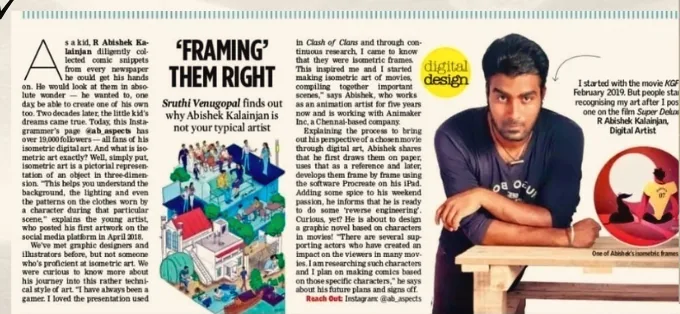 As a kid, R Abishek Ka-
lainjan diligently col-
lected comic snippets
from every newspaper
he could get his hands
on. He would look at them in abso-
lute wonder — he wanted to, one
day, be able to create one of his own
too. Two decades later, the little kid's
dreams came true. Today, this Insta-
grammer's page @ab_aspects has
over 19,000 followers — all fans of his
isometric digital art. And what is iso-
metric art exactly? Well, simply put,
isometric art is a pictorial represen-
tation of an object in three-dimen-
sion. "This helps you understand the
background, the lighting and even
the patterns on the clothes worn by
a character during that particular
scene," explains the young artist,
who posted his first artwork on the
social media platform in April 2018.
We've met graphic designers and
illustrators before, but not someone
who's proficient at isometric art. We
were curious to know more about
his journey into this rather techni-
cal style of art. "I have always been a
gamer. I loved the presentation used
'FRAMING'
THEM RIGHT
Sruthi Venugopal finds out
why Abishek Kalainjan is
not your typical artist
in Clash of Clans and through con-
tinuous research, I came to know
that they were isometric frames.
This inspired me and I started
making isometric art of movies,
compiling together important
scenes," says Abishek, who works
as an animation artist for five years
now and is working with Animaker
Inc, a Chennai-based company.
Explaining the process to bring
out his perspective of a chosen movie
through digital art, Abishek shares
that he first draws them on paper,
uses that as a reference and later,
develops them frame by frame using
the software Procreate on his iPad.
Adding some spice to his weekend
passion, he informs that he is ready
to do some 'reverse engineering'.
Curious, yet? He is about to design
a graphic novel based on characters
in movies! "There are several sup-
porting actors who have created an
impact on the viewers in many mov-
ies. I am researching such characters
and I plan on making comics based
on those specific characters," he says
about his future plans and signs off.
Reach Out: Instagram: @ab_aspects
digital
design
I started with the movie KGF
February 2019. But people sta
recognising my art after I pos
one on the film Super Delux
R Abishek Kalainjan,
Digital Artist
One of Abishek's isometric frames